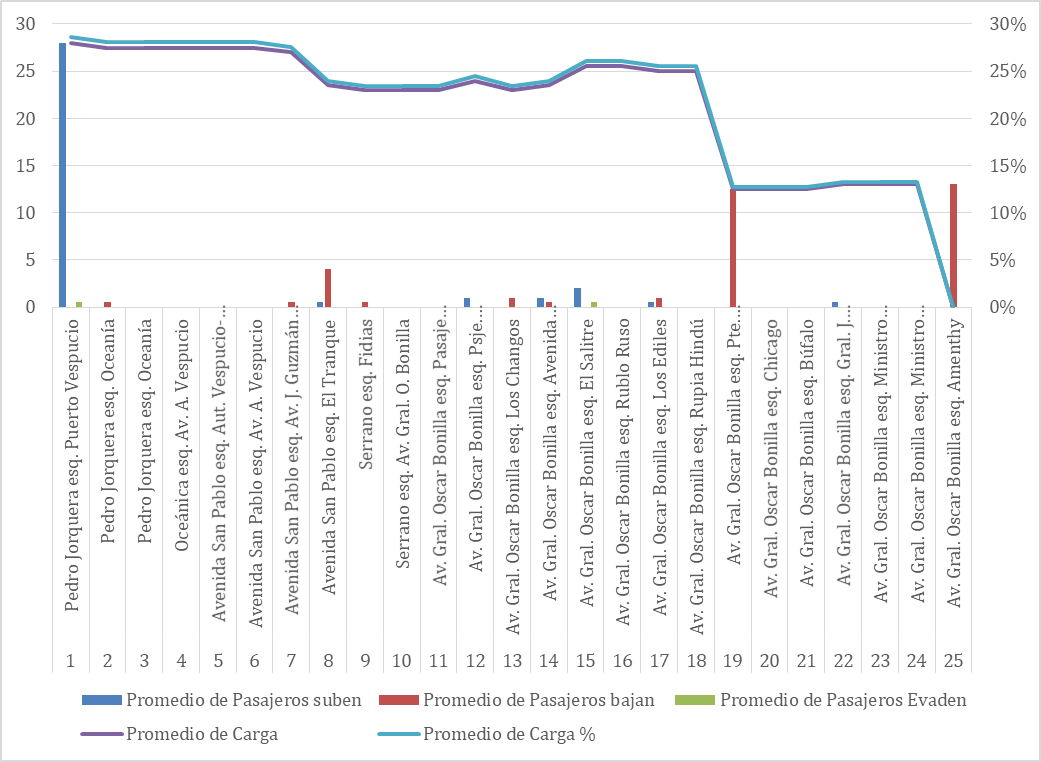 30
25
20
15
10
5
0
30%
25%
20%
15%
10%
5%
0%
Pedro Jorquera esq. Puerto Vespucio
Pedro Jorquera esq. Oceanía
Pedro Jorquera esq. Oceanía
Oceánica esq. Av. A. Vespucio
Avenida San Pablo esq. Aut. Vespucio-…
Avenida San Pablo esq. Av. A. Vespucio
Avenida San Pablo esq. Av. J. Guzmán…
Avenida San Pablo esq. El Tranque
Serrano esq. Fidias
Serrano esq. Av. Gral. O. Bonilla
Av. Gral. Oscar Bonilla esq. Pasaje…
Av. Gral. Oscar Bonilla esq. Psje.…
Av. Gral. Oscar Bonilla esq. Los Changos
Av. Gral. Oscar Bonilla esq. Avenida…
Av. Gral. Oscar Bonilla esq. El Salitre
Av. Gral. Oscar Bonilla esq. Rublo Ruso
Av. Gral. Oscar Bonilla esq. Los Ediles
Av. Gral. Oscar Bonilla esq. Rupia Hindú
Av. Gral. Oscar Bonilla esq. Pte.…
Av. Gral. Oscar Bonilla esq. Chicago
Av. Gral. Oscar Bonilla esq. Búfalo
Av. Gral. Oscar Bonilla esq. Gral. J.…
Av. Gral. Oscar Bonilla esq. Ministro…
Av. Gral. Oscar Bonilla esq. Ministro…
Av. Gral. Oscar Bonilla esq. Amenthy
1 2 3 4 5 6 7 8 9 10 11 12 13 14 15 16 17 18 19 20 21 22 23 24 25
Promedio de Pasajeros suben Promedio de Pasajeros bajan Promedio de Pasajeros Evaden
Promedio de Carga Promedio de Carga %